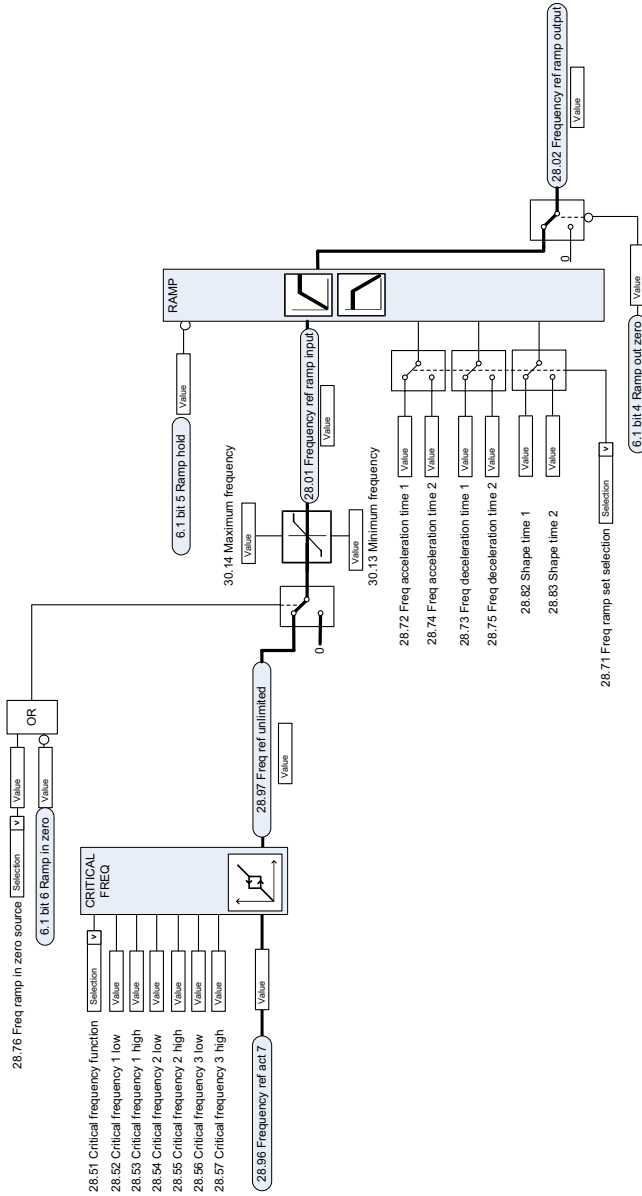 28.76 Freq ramp in zero source
Selection
v
Value
6.1 bit 6 Ramp in zero
Value
OR
28.51 Critical frequency function
Selection
v
28.52 Critical frequency 1 low
Value
28.53 Critical frequency 1 high
Value
28.54 Critical frequency 2 low
Value
28.55 Critical frequency 2 high
Value
28.56 Critical frequency 3 low
Value
28.57 Critical frequency 3 high
Value
CRITICAL
FREQ
28.96 Frequency ref act 7
Value
28.97 Freq ref unlimited
Value
0
30.14 Maximum frequency
Value
30.13 Minimum frequency
Value
28.01 Frequency ref ramp input
Value
6.1 bit 5 Ramp hold
Value
RAMP
28.72 Freq acceleration time 1
Value
28.74 Freq acceleration time 2
Value
28.73 Freq deceleration time 1
Value
28.75 Freq deceleration time 2
Value
28.82 Shape time 1
Value
28.83 Shape time 2
Value
28.71 Freq ramp set selection
Selection
v
0
6.1 bit 4 Ramp out zero
Value
28.02 Frequency ref ramp output
Value